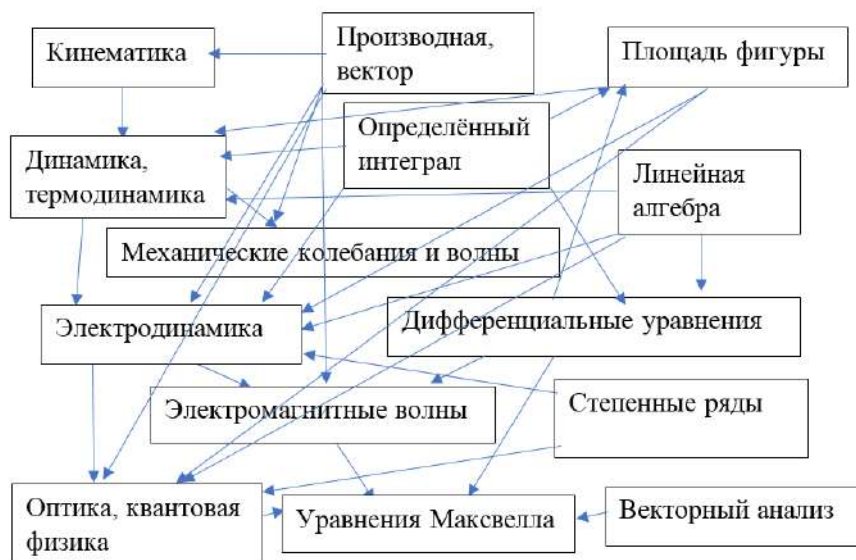 Кинематика
Производная,
вектор
Площадь фигуры
Определённый
интеграл
Динамика,
термодинамика
Линейная
алгебра
Механические колебания и волны
Электродинамика
Дифференциальные уравнения
Электромагнитные волны
Степенные ряды
Оптика, квантовая
физика
Уравнения Максвелла
Векторный анализ